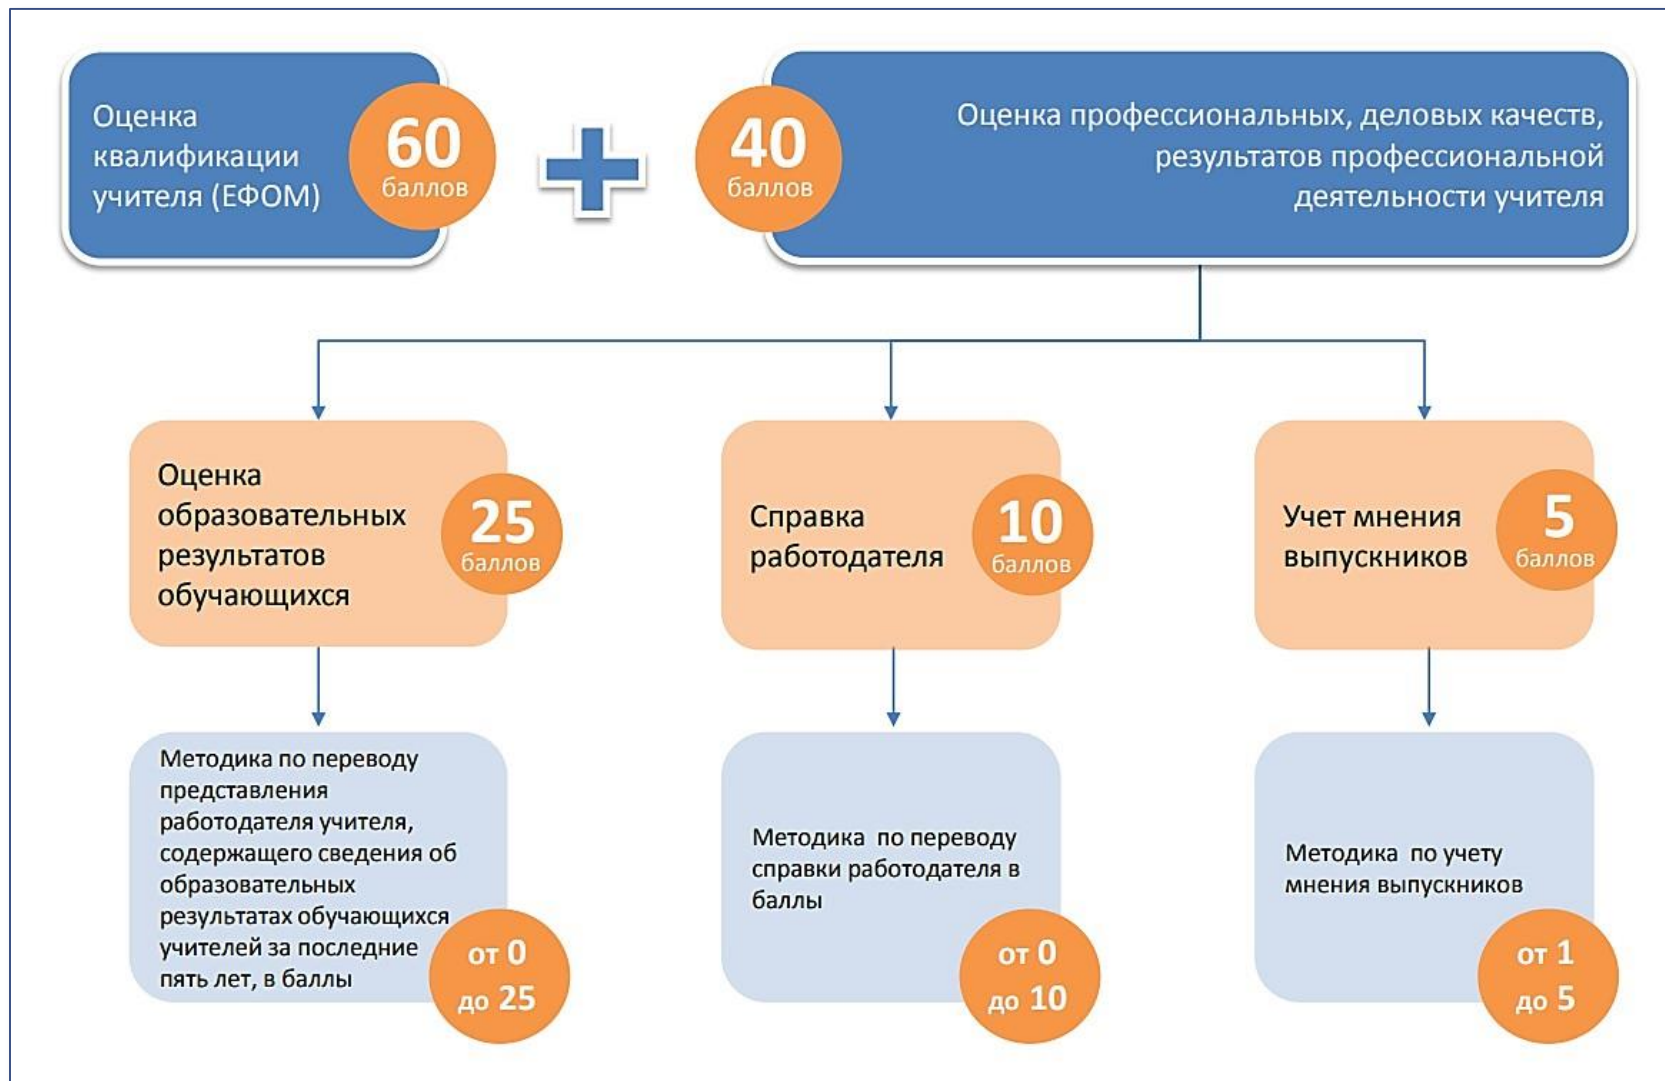 Оценка
квалификации
учителя (ЕФОМ)
60
баллов
40
баллов
Оценка профессиональных, деловых качеств,
результатов профессиональной
деятельности учителя
Оценка
образовательных
результатов
обучающихся
25
баллов
Справка
работодателя
10
баллов
Учет мнения
выпускников
5
баллов
Методика по переводу
представления
работодателя учителя,
содержащего сведения об
образовательных
результатах обучающихся
учителей за последние
пять лет, в баллы
от 0
до 25
Методика по переводу
справки работодателя в
баллы
от 0
до 10
Методика по учету
мнения выпускников
от 1
до 5